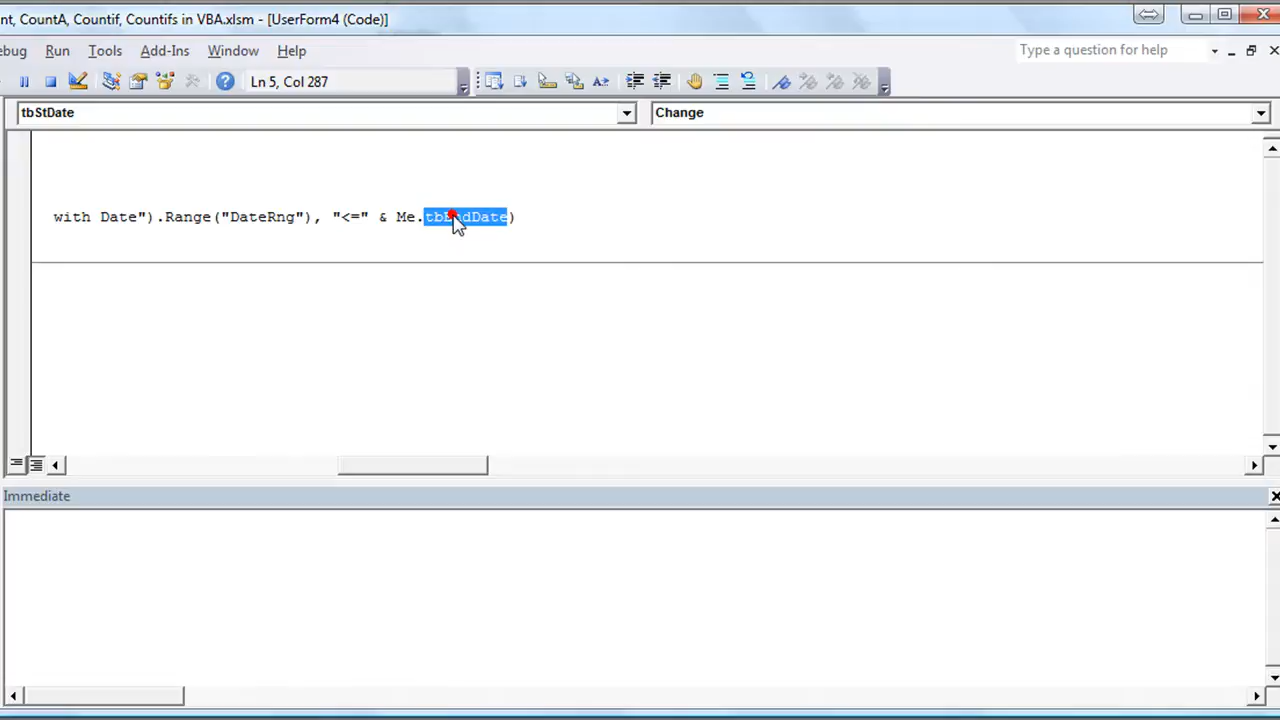 nt, CountA, Countif, Countifs in VBA.xlsm - [UserForm4 (Code)]
ebug Run Tools Add-Ins Window Help Type a question for help
Ln 5, Col 287
tbStDate Change
with Date").Range("DateRng"), "<=" & Me.tbEndDate)
Immediate